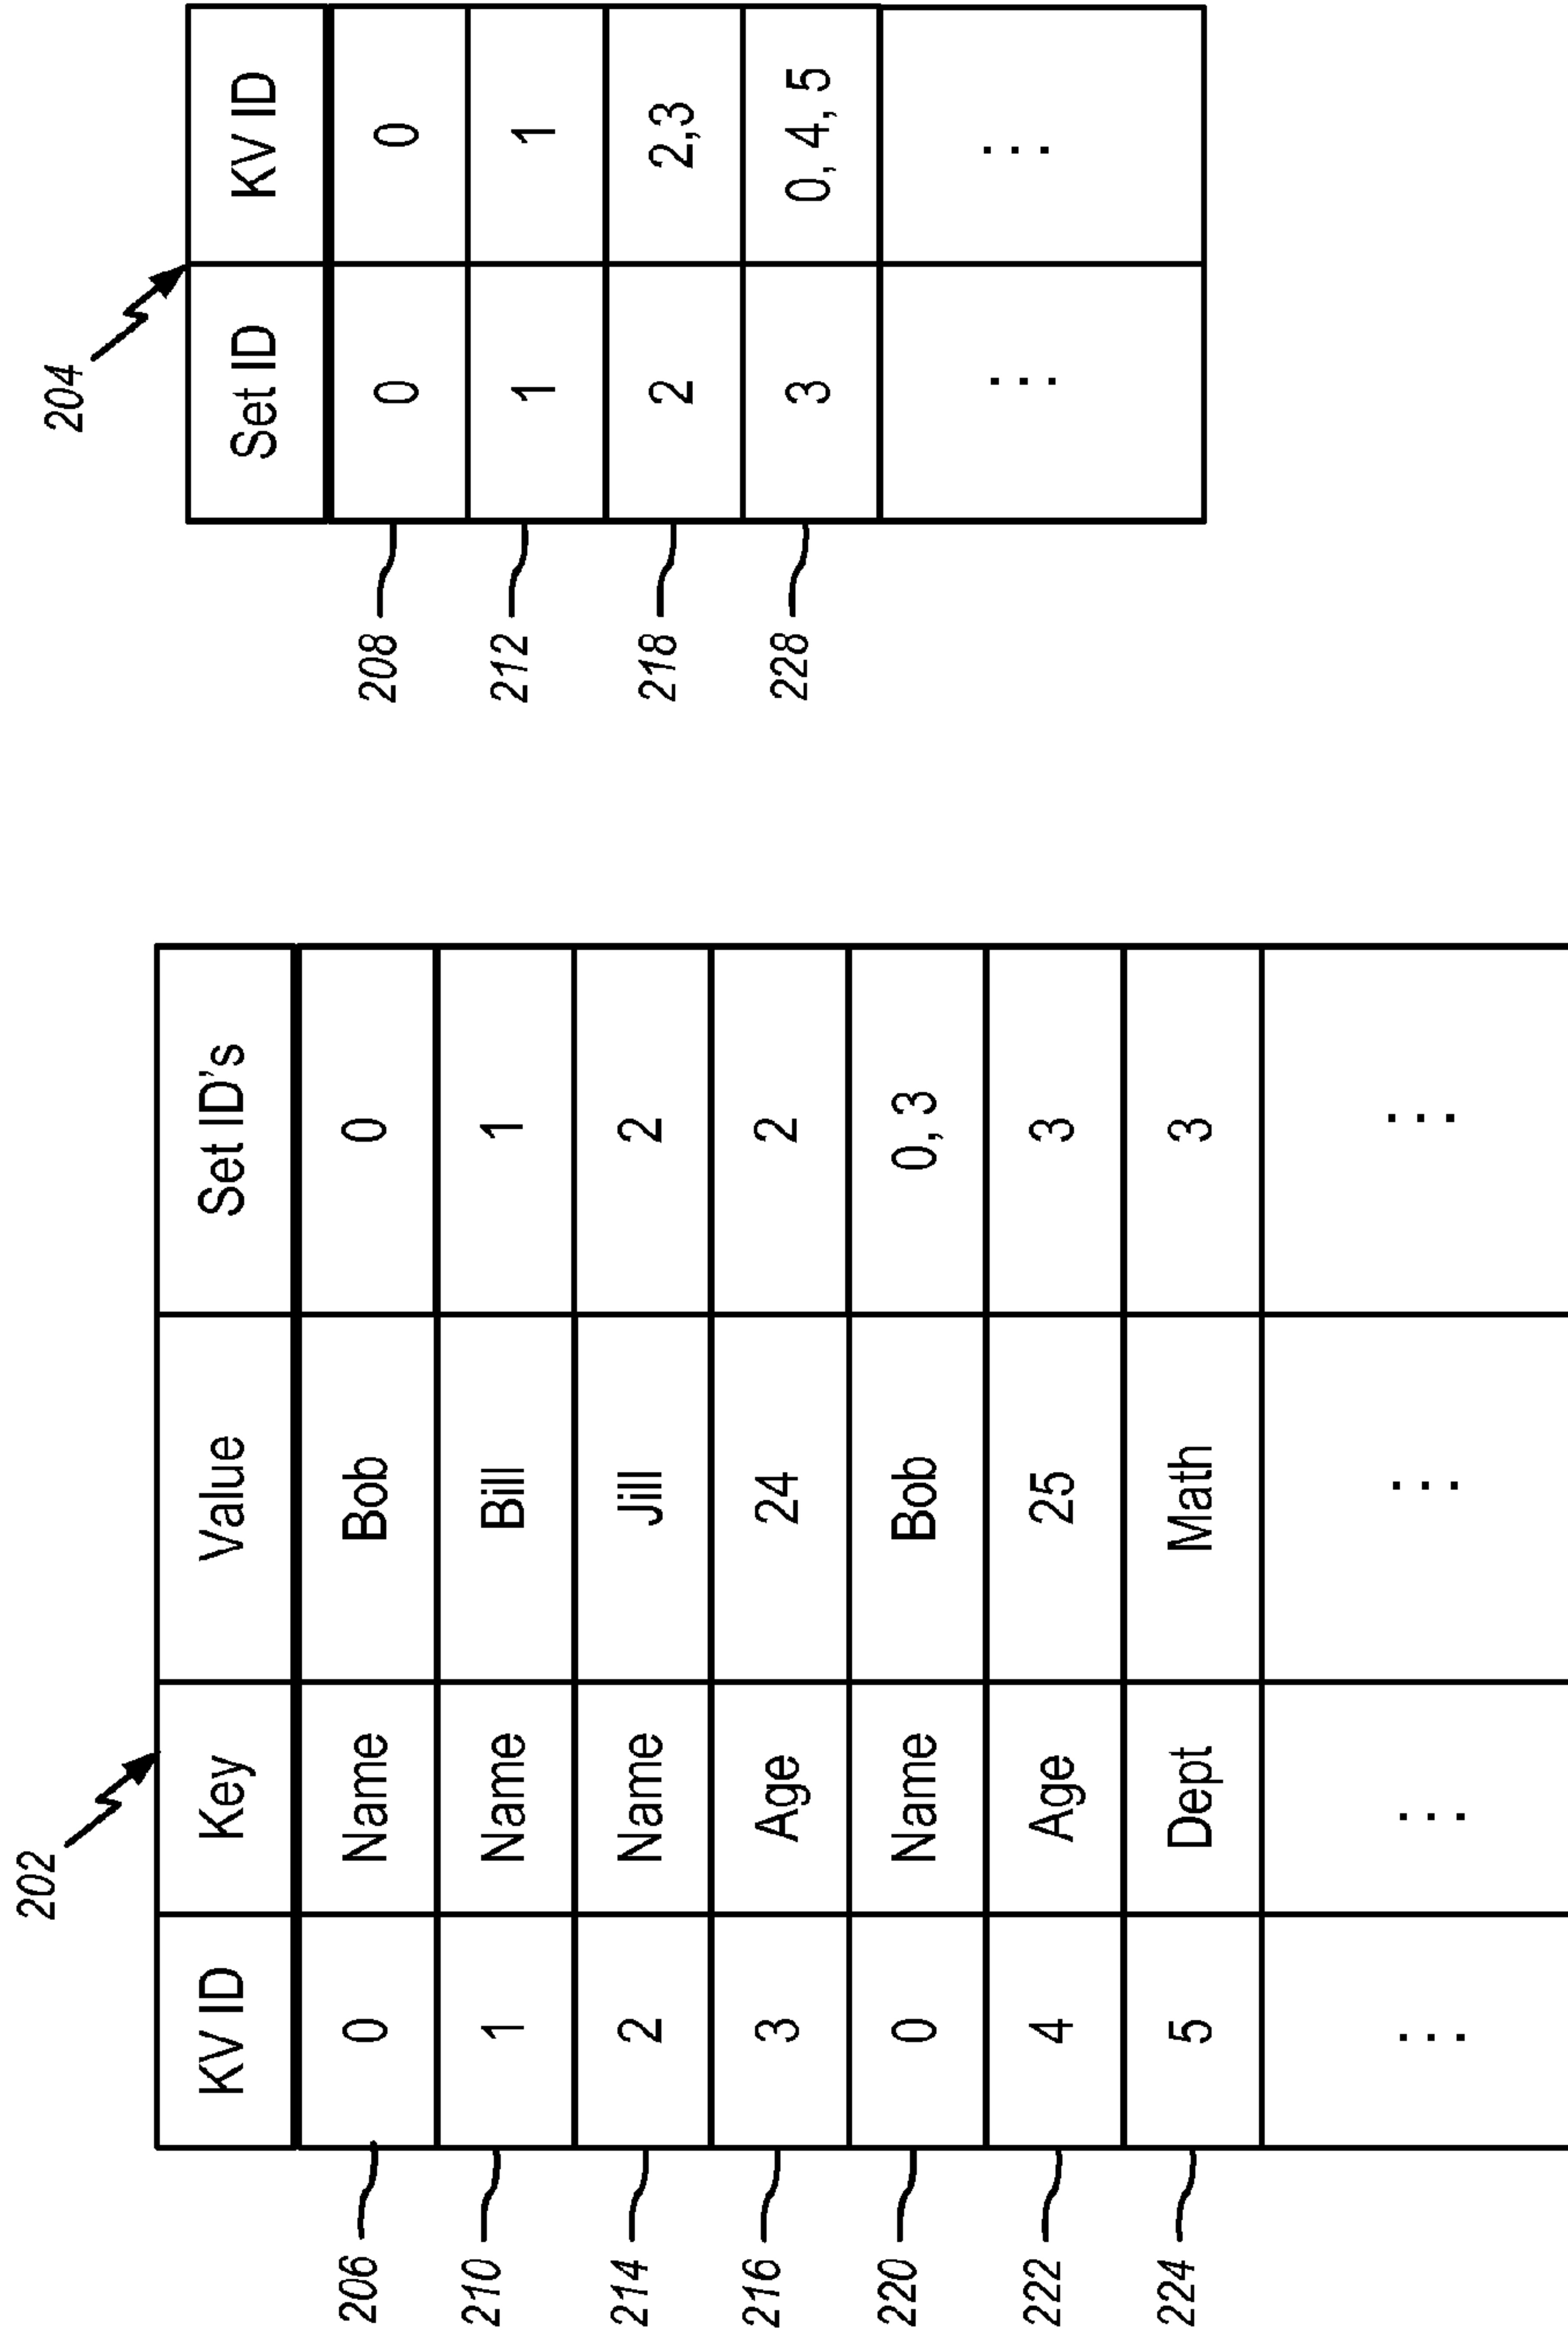 202
KV ID Key Value Set ID's
206 0 Name Bob 0
210 1 Name Bill 1
214 2 Name Jill 2
216 3 Age 24 2
220 0 Name Bob 0, 3
222 4 Age 25 3
224 5 Dept Math 3
... ... ... ...
204
Set ID KV ID
208 0 0
212 1 1
218 2 2,3
228 3 0, 4, 5
... ...